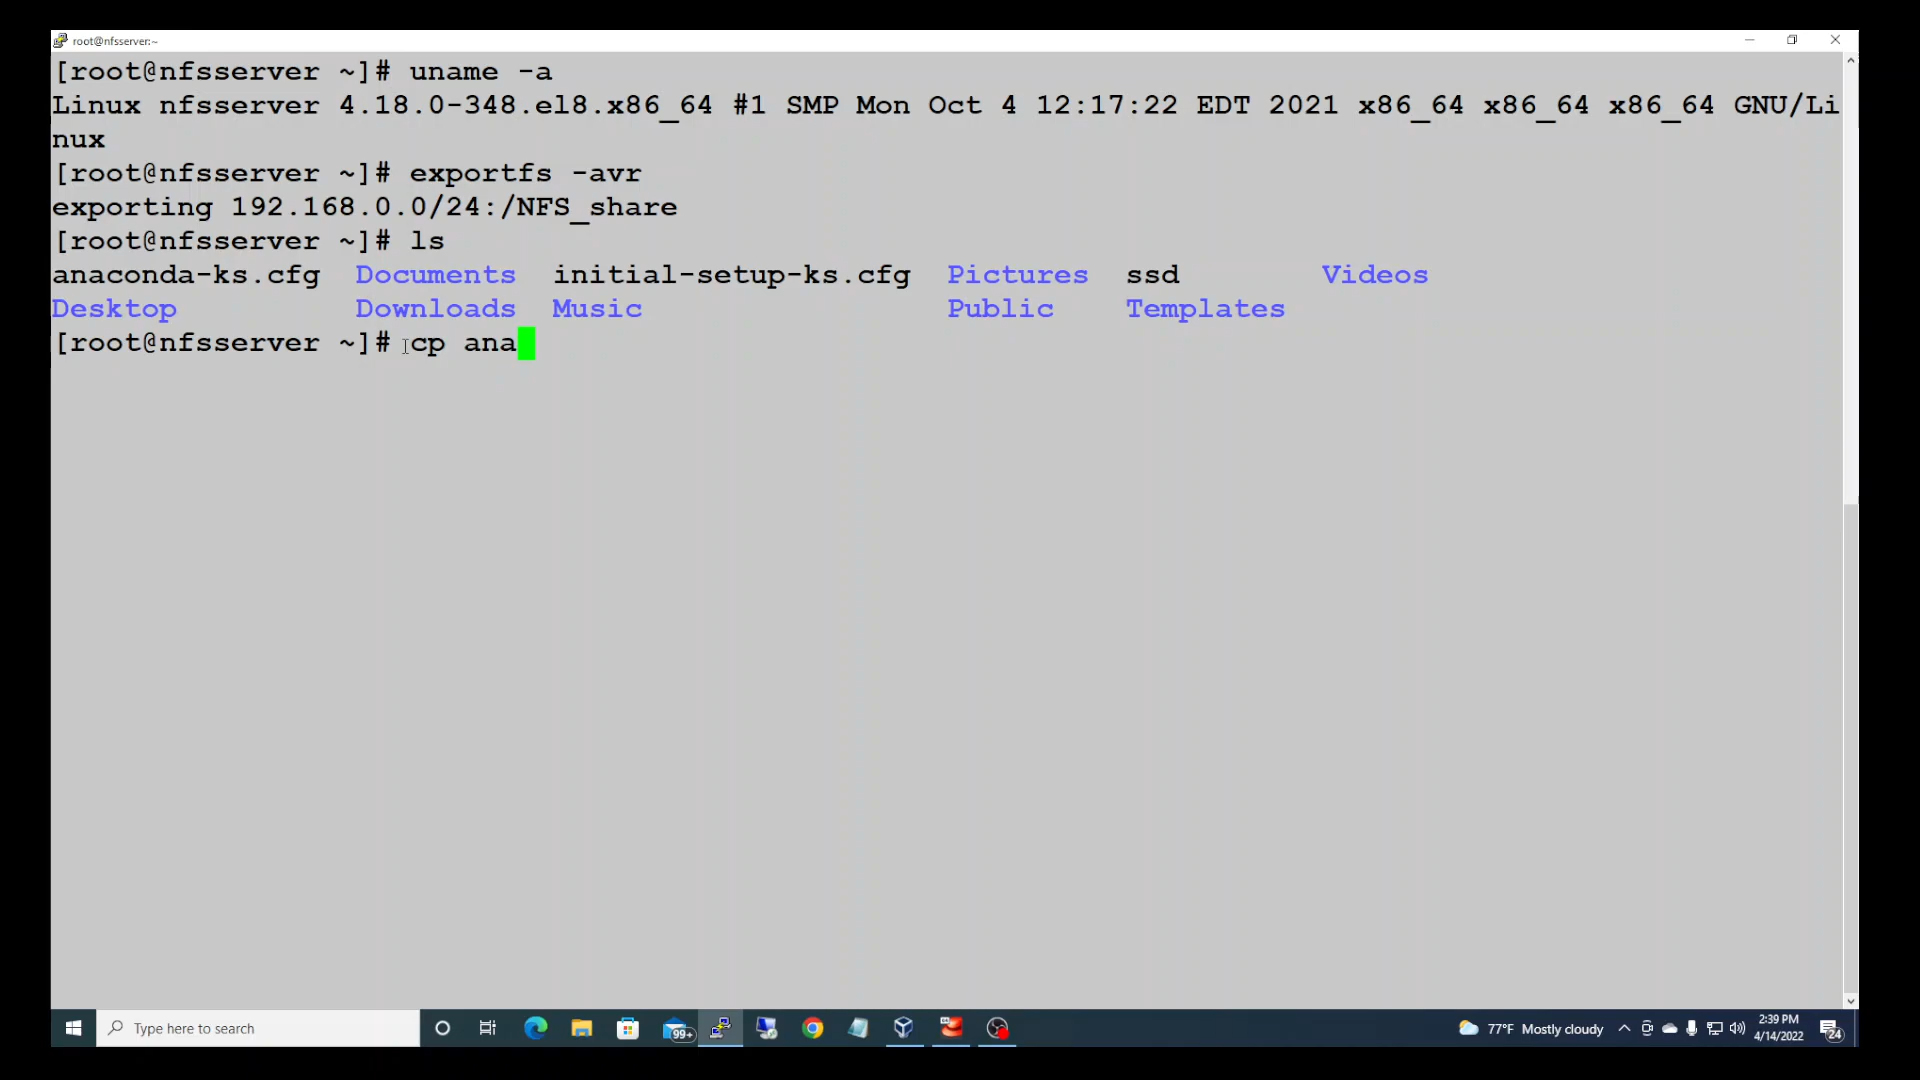 root@nfsserver:~
[root@nfsserver ~]# uname -a
Linux nfsserver 4.18.0-348.el8.x86_64 #1 SMP Mon Oct 4 12:17:22 EDT 2021 x86_64 x86_64 x86_64 GNU/Li
nux
[root@nfsserver ~]# exportfs -avr
exporting 192.168.0.0/24:/NFS_share
[root@nfsserver ~]# ls
anaconda-ks.cfg  Documents  initial-setup-ks.cfg  Pictures  ssd        Videos
Desktop          Downloads  Music                 Public    Templates
[root@nfsserver ~]# cp ana
Type here to search
99+
77°F Mostly cloudy
2:39 PM
4/14/2022
24